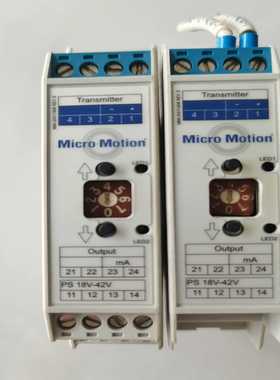 Transmitter
- +
4 3 2 1
Micro Motion
LED1
LED2
Output
mA
21 22 23 24
PS 18V-42V
11 12 13 14
Transmitter
- +
4 3 2 1
Micro Motion
LED1
LED2
Output
mA
21 22 23 24
PS 18V-42V
11 12 13 14